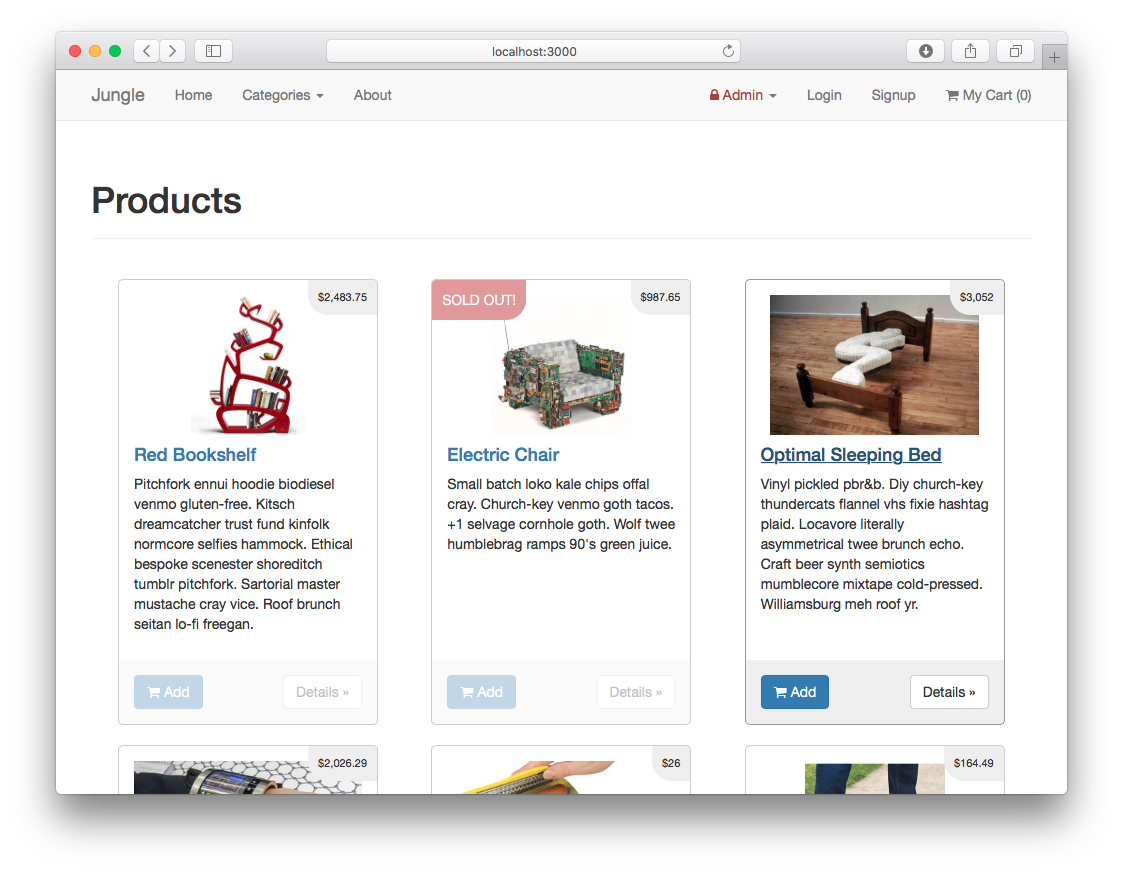 localhost:3000
Jungle Home Categories About Admin Login Signup My Cart (0)
Products
$2,483.75
Red Bookshelf
Pitchfork ennui hoodie biodiesel
venmo gluten-free. Kitsch
dreamcatcher trust fund kinfolk
normcore selfies hammock. Ethical
bespoke scenester shoreditch
tumblr pitchfork. Sartorial master
mustache cray vice. Roof brunch
seitan lo-fi freegan.
Add Details »
SOLD OUT! $987.65
Electric Chair
Small batch loko kale chips offal
cray. Church-key venmo goth tacos.
+1 selvage cornhole goth. Wolf twee
humblebrag ramps 90's green juice.
Add Details »
$3,052
Optimal Sleeping Bed
Vinyl pickled pbr&b. Diy church-key
thundercats flannel vhs fixie hashtag
plaid. Locavore literally
asymmetrical twee brunch echo.
Craft beer synth semiotics
mumblecore mixtape cold-pressed.
Williamsburg meh roof yr.
Add Details »
$2,026.29
$26
$164.49